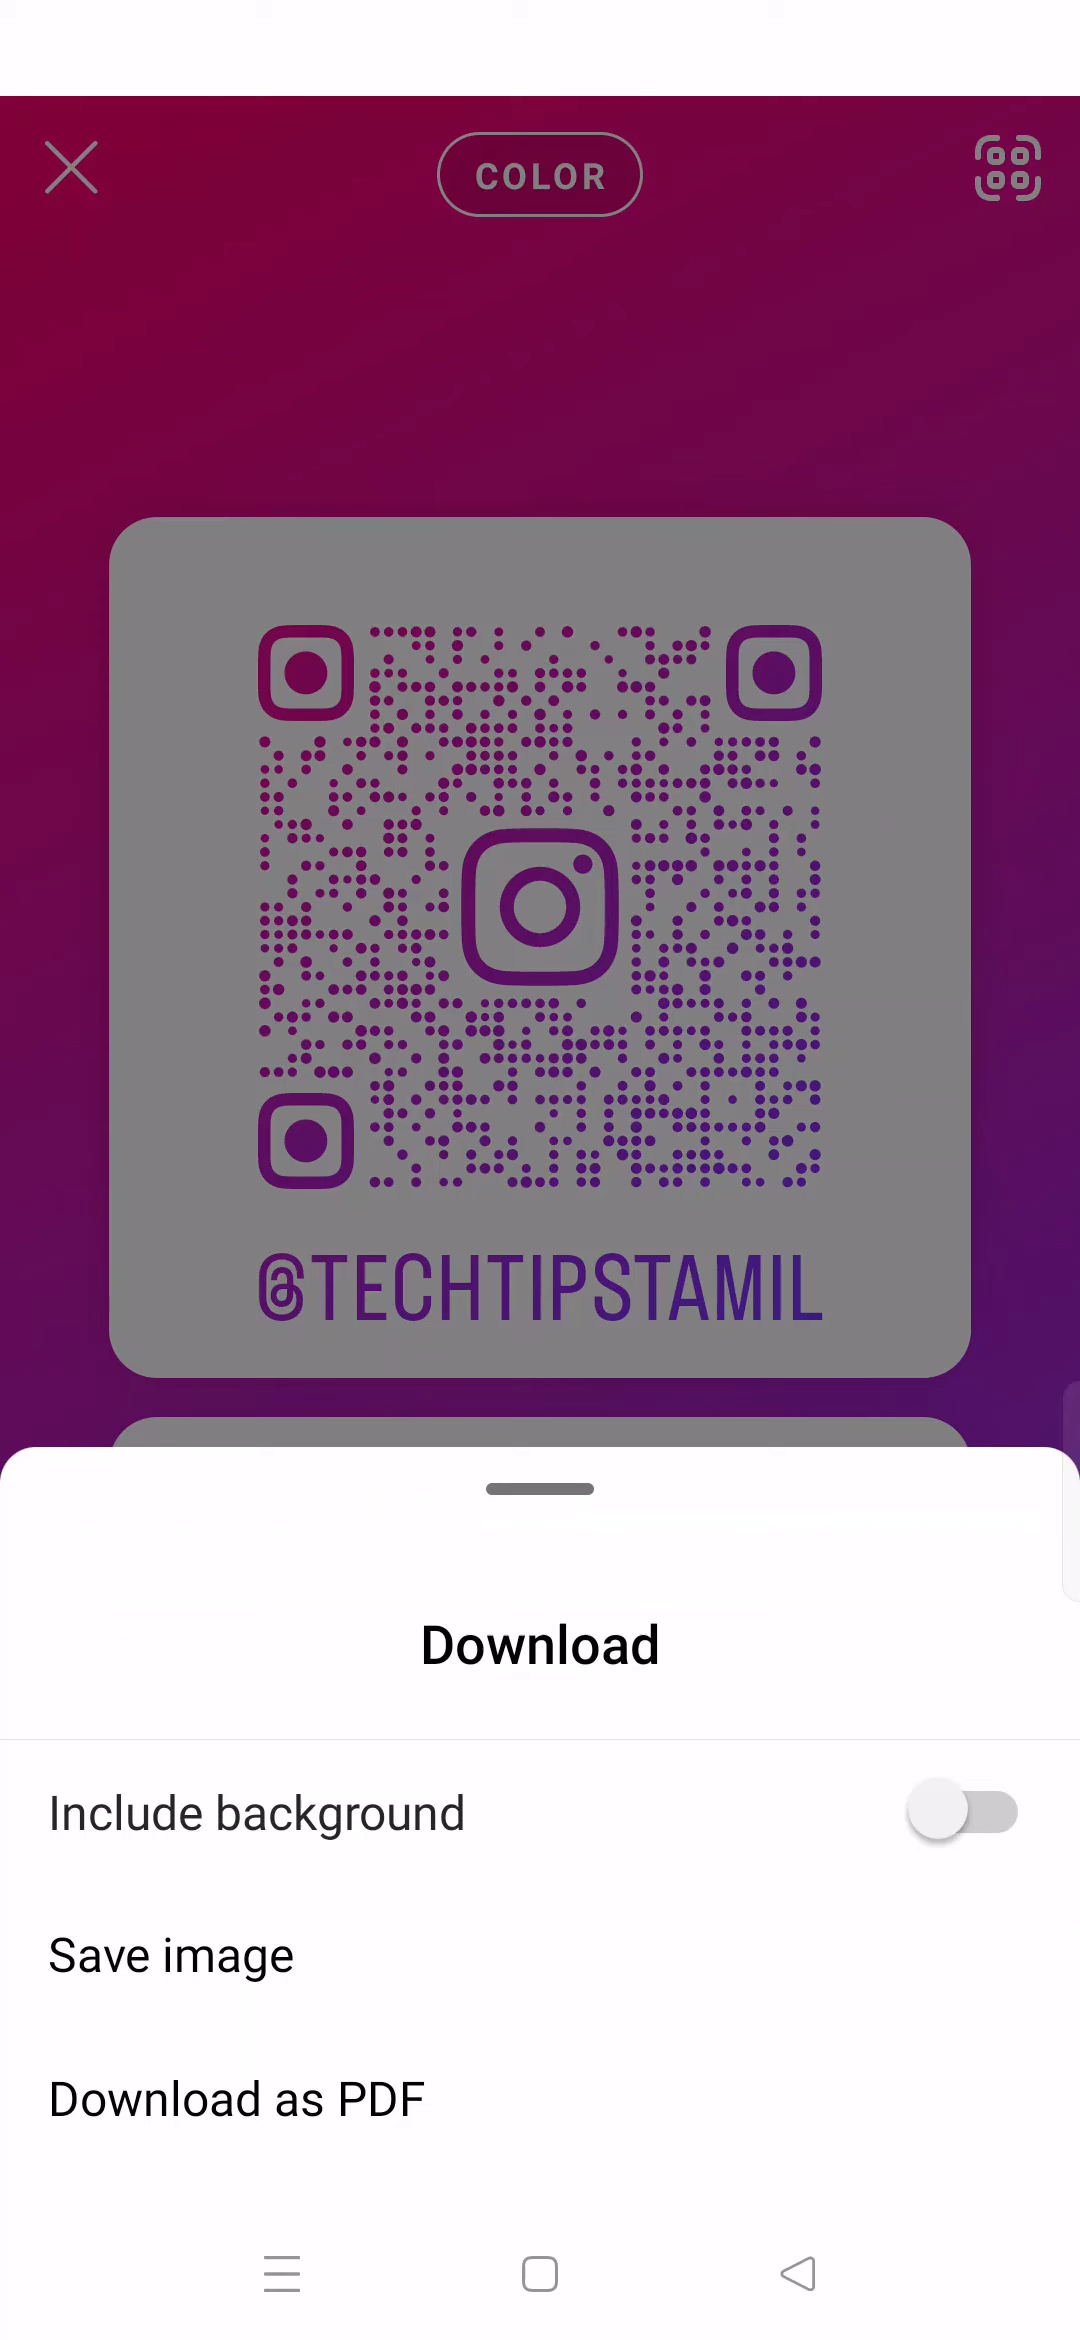 COLOR
@TECHTIPSTAMIL
Download
Include background
Save image
Download as PDF